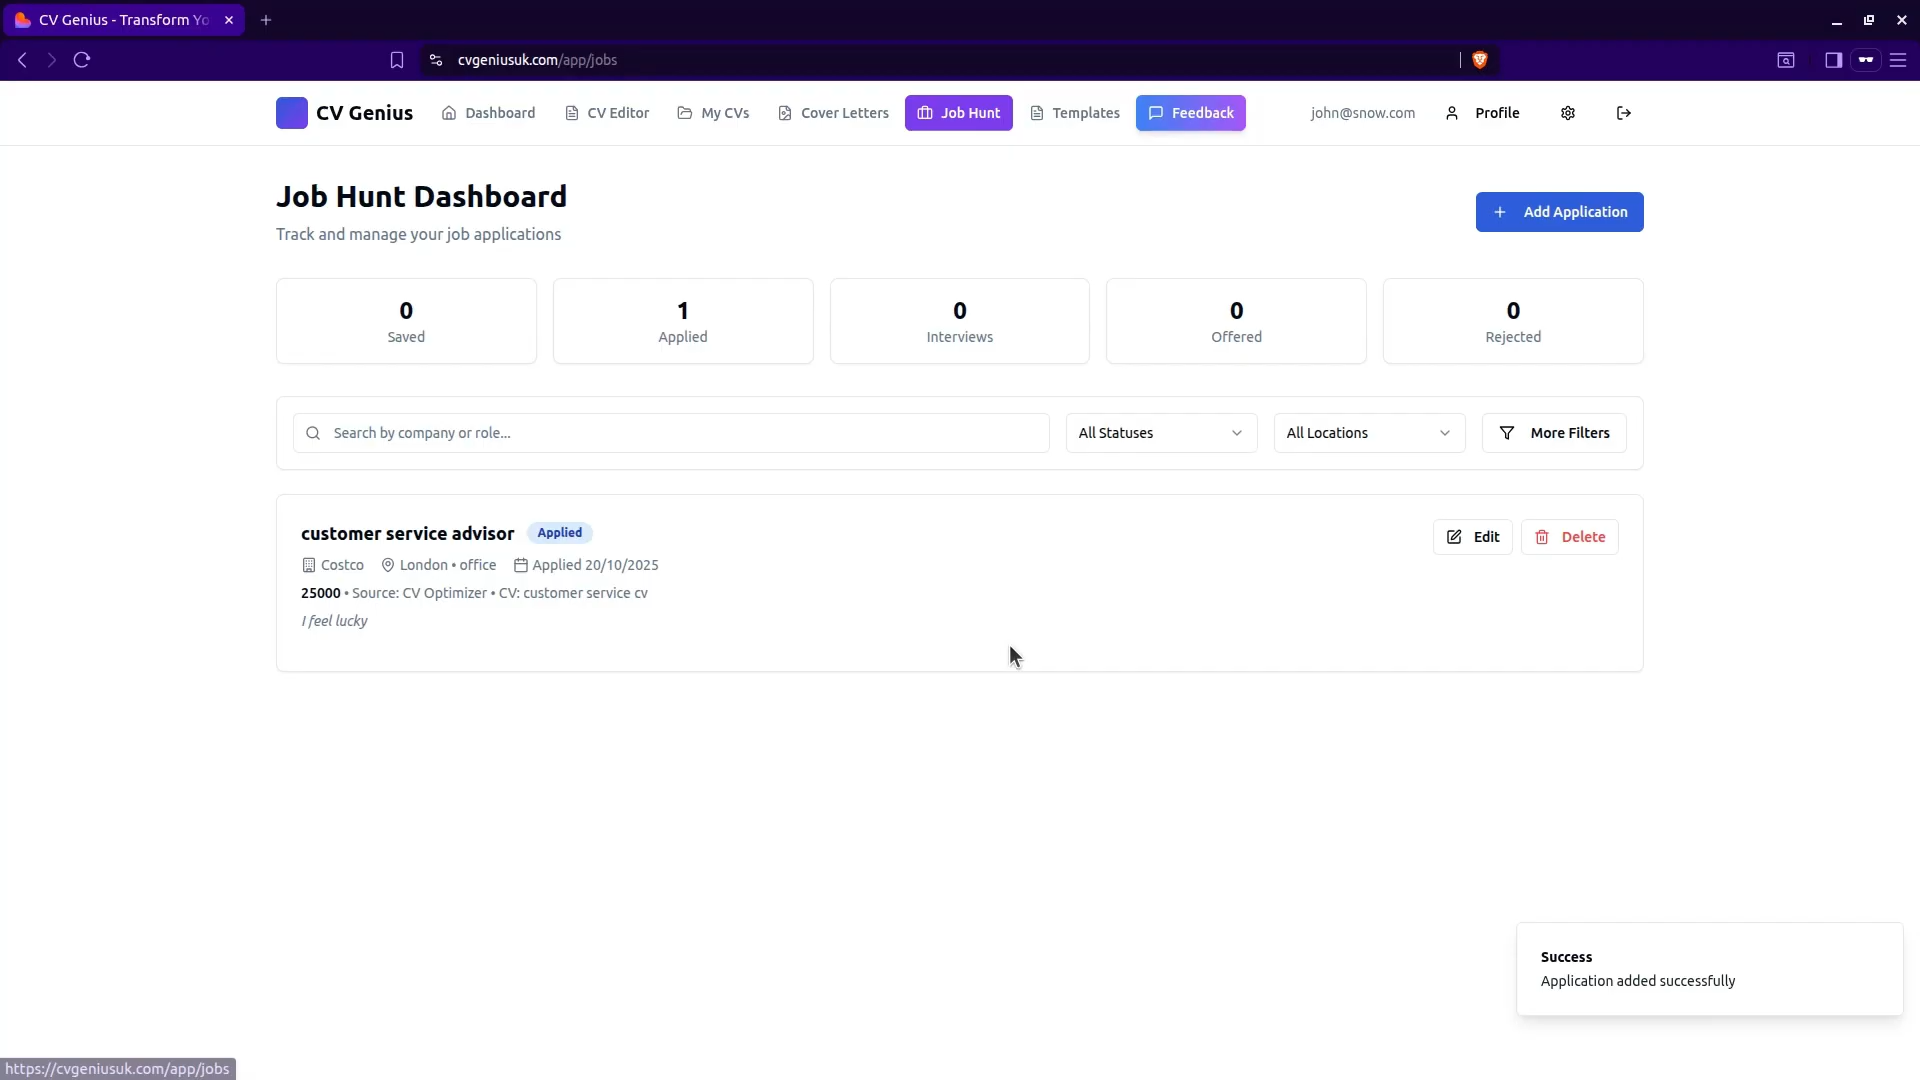 CV Genius - Transform Yo
cvgeniusuk.com/app/jobs
CV Genius
Dashboard
CV Editor
My CVs
Cover Letters
Job Hunt
Templates
Feedback
john@snow.com
Profile
Job Hunt Dashboard
Track and manage your job applications
Add Application
0
Saved
1
Applied
0
Interviews
0
Offered
0
Rejected
Search by company or role...
All Statuses
All Locations
More Filters
customer service advisor
Applied
Edit
Delete
Costco
London • office
Applied 20/10/2025
25000 • Source: CV Optimizer • CV: customer service cv
I feel lucky
Success
Application added successfully
https://cvgeniusuk.com/app/jobs